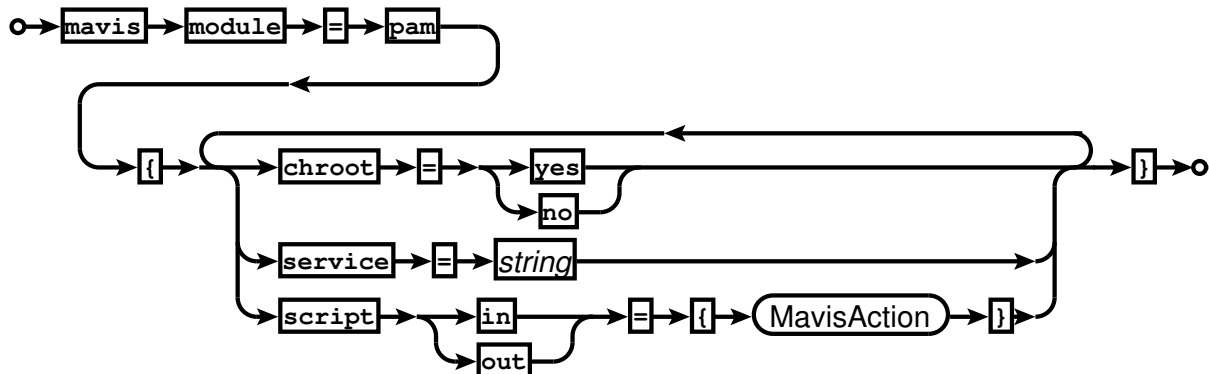 mavis module = pam
{ chroot = yes }
no
service = string
script in = { MavisAction }
out